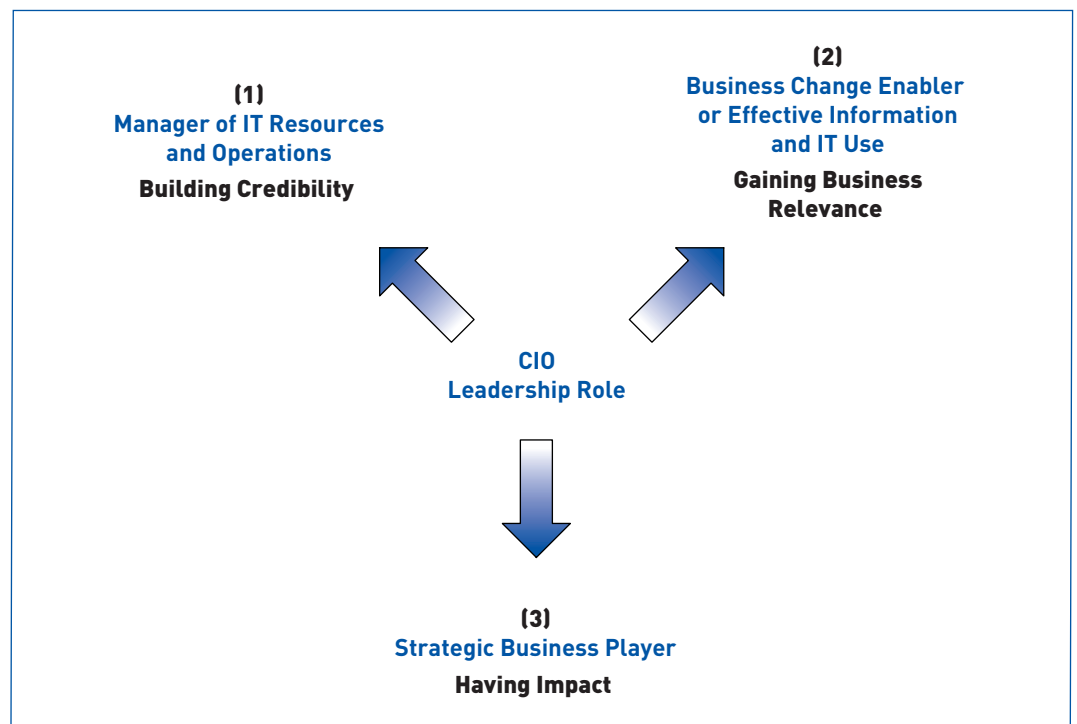 (1)
Manager of IT Resources
and Operations
Building Credibility
(2)
Business Change Enabler
or Effective Information
and IT Use
Gaining Business
Relevance
CIO
Leadership Role
(3)
Strategic Business Player
Having Impact